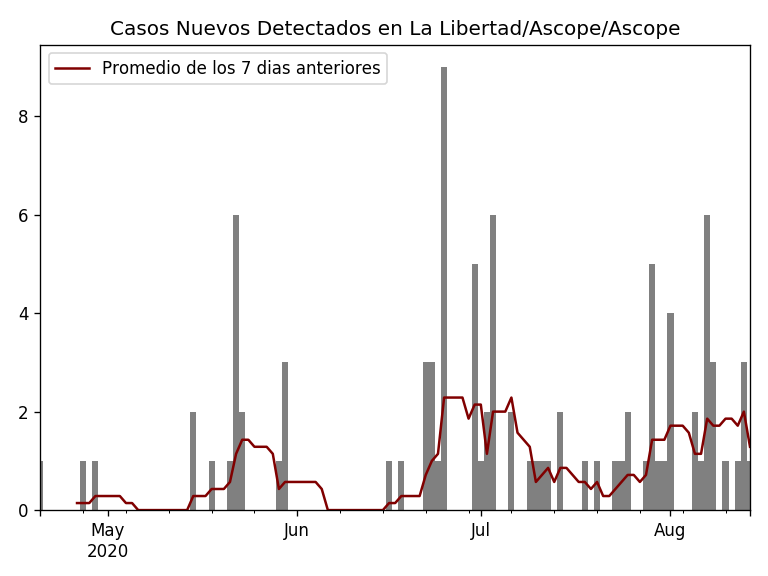 Casos Nuevos Detectados en La Libertad/Ascope/Ascope
Promedio de los 7 dias anteriores
8
6
4
2
0
May Jun Jul Aug
2020